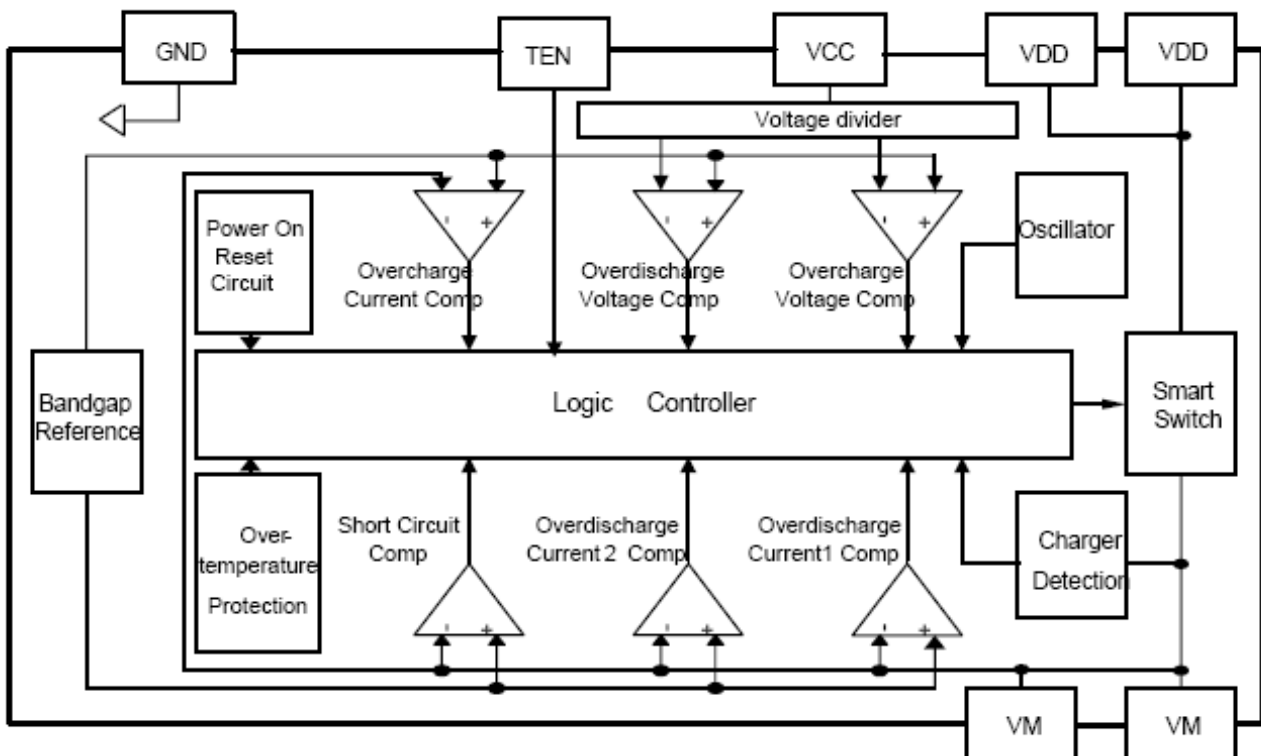 GND
TEN
VCC
VDD
VDD
Voltage divider
- +
- +
- +
Power On
Reset
Circuit
Overcharge
Current Comp
Overdischarge
Voltage Comp
Overcharge
Voltage Comp
Oscillator
Bandgap
Reference
Logic Controller
Smart
Switch
Over-
temperature
Protection
Short Circuit
Comp
Overdischarge
Current 2 Comp
Overdischarge
Current1 Comp
Charger
Detection
- +
- +
- +
VM
VM